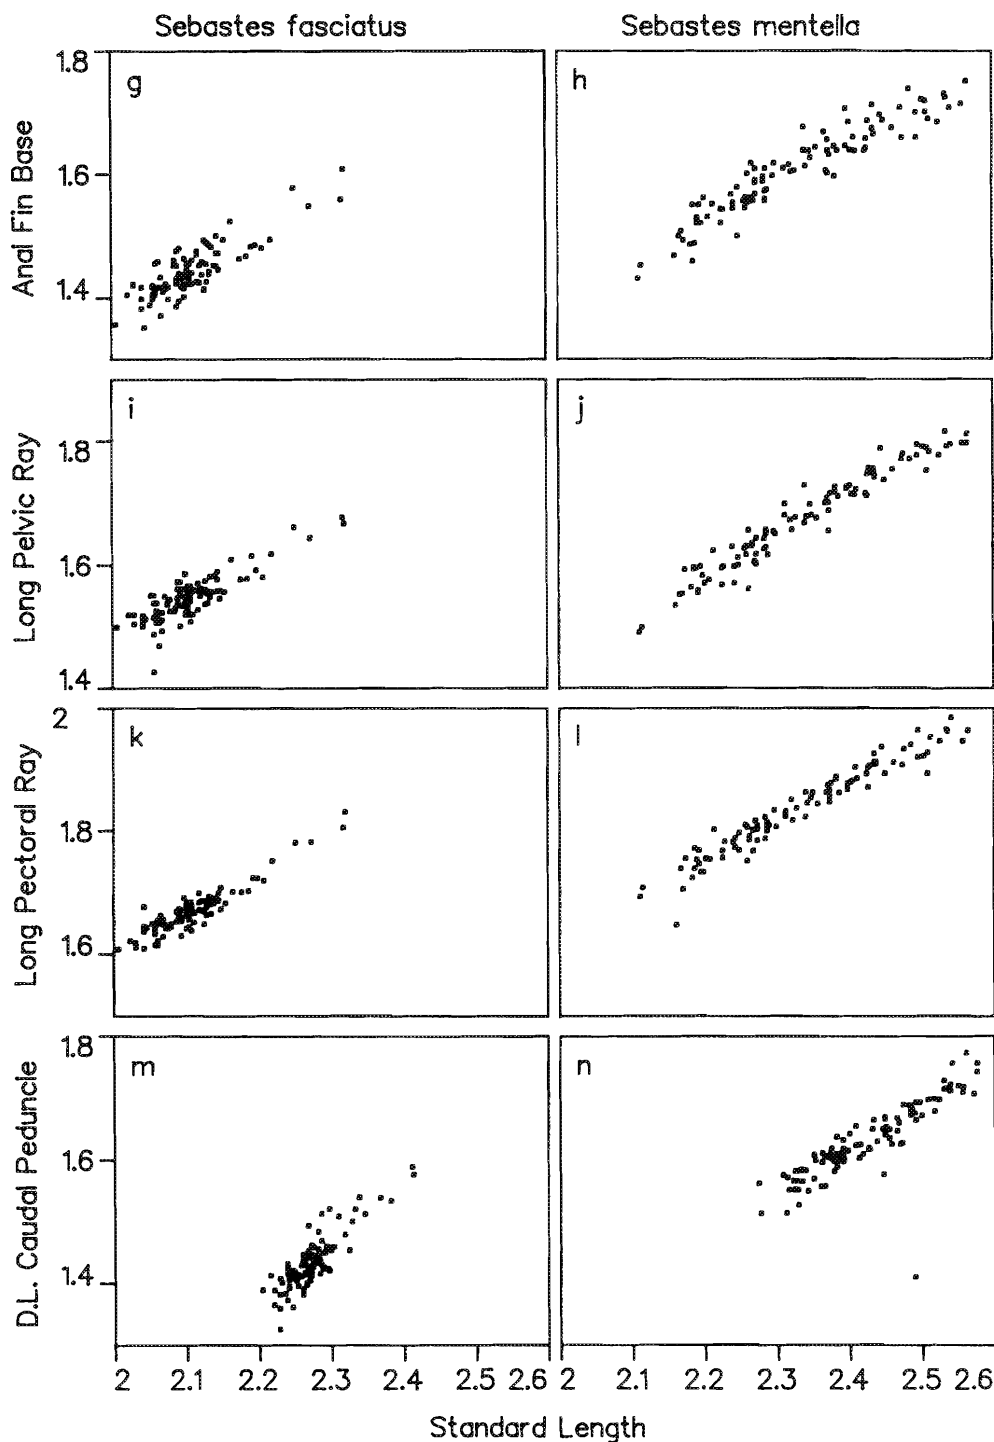 Sebastes fasciatus Sebastes mentella
1.8
g h
Anal Fin Base
1.6
1.4
i j
1.8
Long Pelvic Ray
1.6
1.4
2
k l
Long Pectoral Ray
1.8
1.6
1.8
m n
D.L. Caudal Peduncle
1.6
1.4
2 2.1 2.2 2.3 2.4 2.5 2.6 2 2.1 2.2 2.3 2.4 2.5 2.6
Standard Length